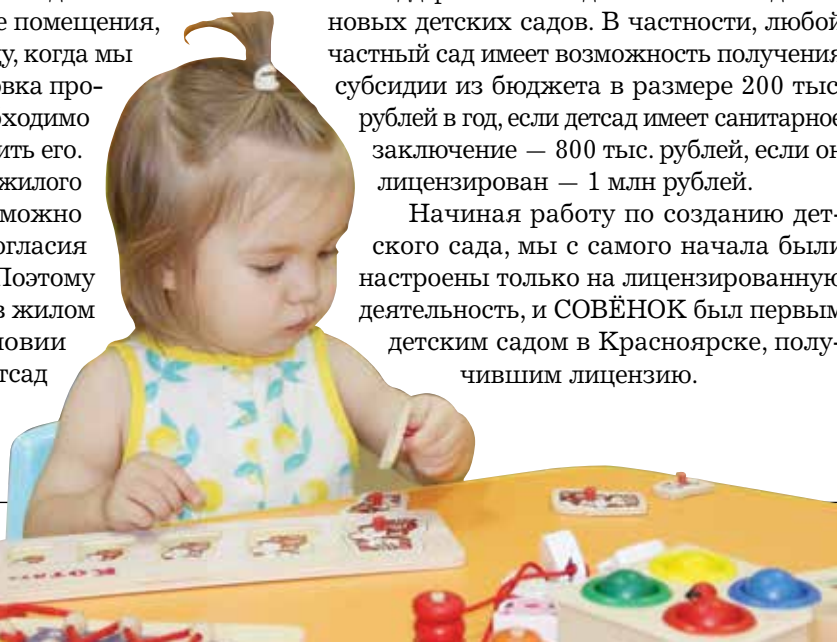 е помещения,
у, когда мы
вка про-
ходимо
ить его.
жилого
можно
огласия
Поэтому
в жилом
ловии
тсад
новых детских садов. В частности, любой
частный сад имеет возможность получения
субсидии из бюджета в размере 200 тыс
рублей в год, если детсад имеет санитарное
заключение — 800 тыс. рублей, если он
лицензирован — 1 млн рублей.
Начиная работу по созданию дет-
ского сада, мы с самого начала были
настроены только на лицензированную
деятельность, и СОВЁНОК был первым
детским садом в Красноярске, полу-
чившим лицензию.